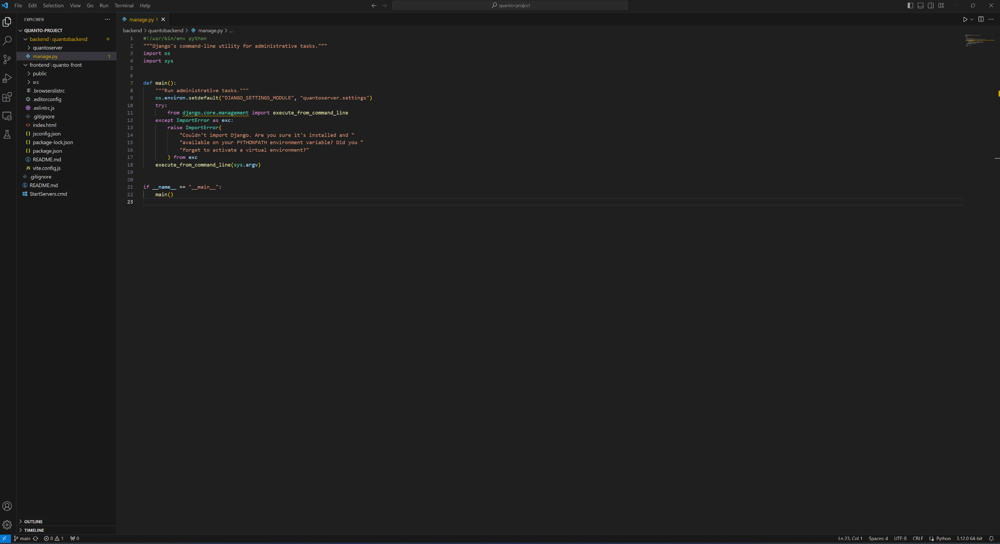 File Edit Selection View Go Run Terminal Help
quanto-project
EXPLORER
QUANTO-PROJECT
backend\quantobackend
quantoserver
manage.py 1
frontend\quanto-front
public
src
.browserslistrc
.editorconfig
.eslintrc.js
.gitignore
index.html
jsconfig.json
package-lock.json
package.json
README.md
JS vite.config.js
.gitignore
README.md
StartServers.cmd
OUTLINE
TIMELINE
manage.py 1
backend > quantobackend > manage.py > ...
1 #!/usr/bin/env python
2 """Django's command-line utility for administrative tasks."""
3 import os
4 import sys
5
6
7 def main():
8     """Run administrative tasks."""
9     os.environ.setdefault("DJANGO_SETTINGS_MODULE", "quantoserver.settings")
10     try:
11         from django.core.management import execute_from_command_line
12     except ImportError as exc:
13         raise ImportError(
14             "Couldn't import Django. Are you sure it's installed and "
15             "available on your PYTHONPATH environment variable? Did you "
16             "forget to activate a virtual environment?"
17         ) from exc
18     execute_from_command_line(sys.argv)
19
20
21 if __name__ == "__main__":
22     main()
23
main 0 1 0
Ln 23, Col 1 Spaces: 4 UTF-8 CRLF Python 3.12.0 64-bit